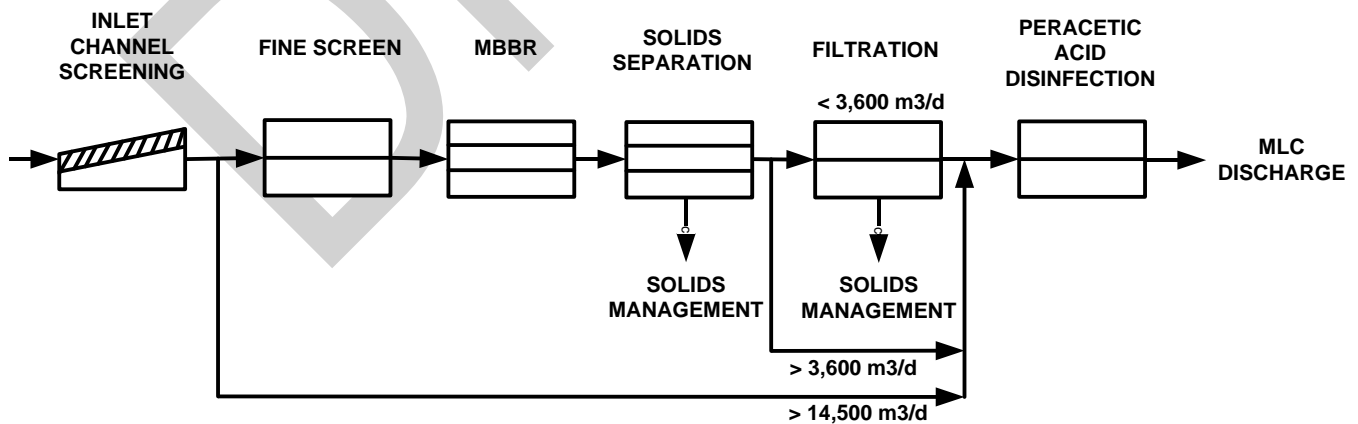 INLET
CHANNEL
SCREENING
FINE SCREEN
MBBR
SOLIDS
SEPARATION
FILTRATION
PERACETIC
ACID
DISINFECTION
< 3,600 m3/d
MLC
DISCHARGE
C
C
SOLIDS
MANAGEMENT
SOLIDS
MANAGEMENT
> 3,600 m3/d
> 14,500 m3/d